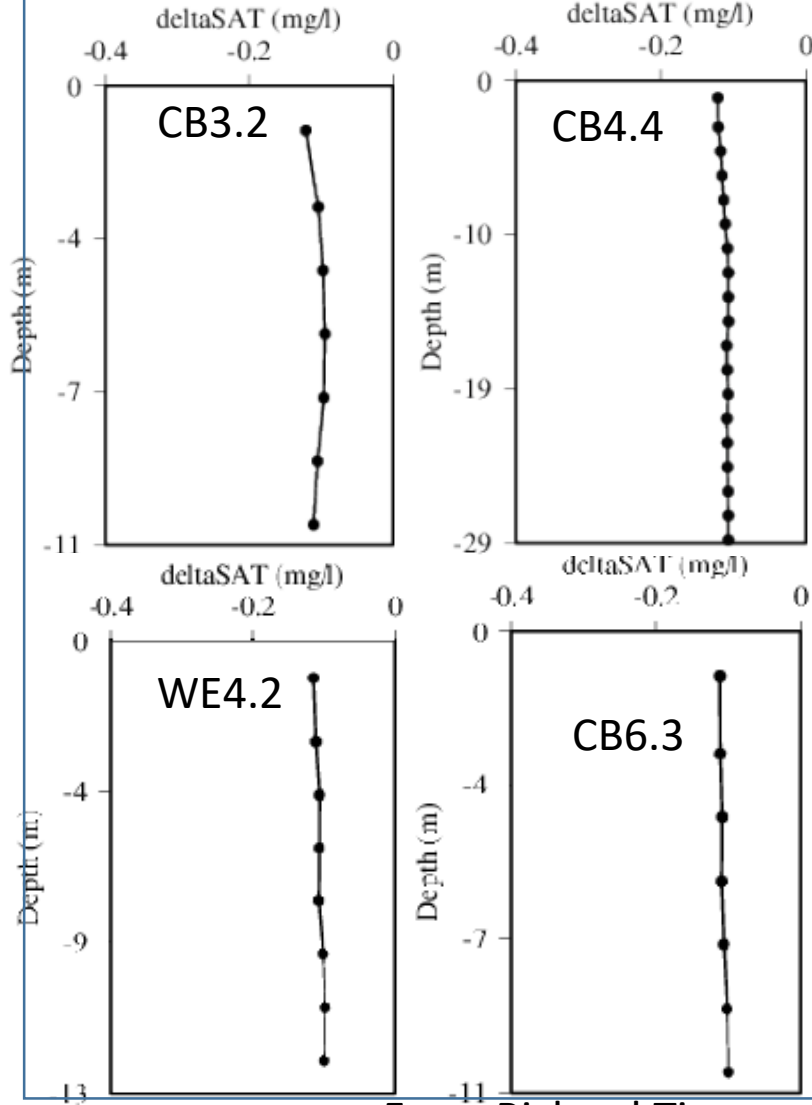 deltaSAT (mg/l)
-0.4 -0.2 0
0
CB3.2
-4
Depth (m)
-7
-11
deltaSAT (mg/l)
-0.4 -0.2 0
0
CB4.4
-10
Depth (m)
-19
-29
deltaSAT (mg/l)
-0.4 -0.2 0
0
WE4.2
-4
Depth (m)
-9
-13
deltaSAT (mg/l)
-0.4 -0.2 0
0
CB6.3
-4
Depth (m)
-7
-11